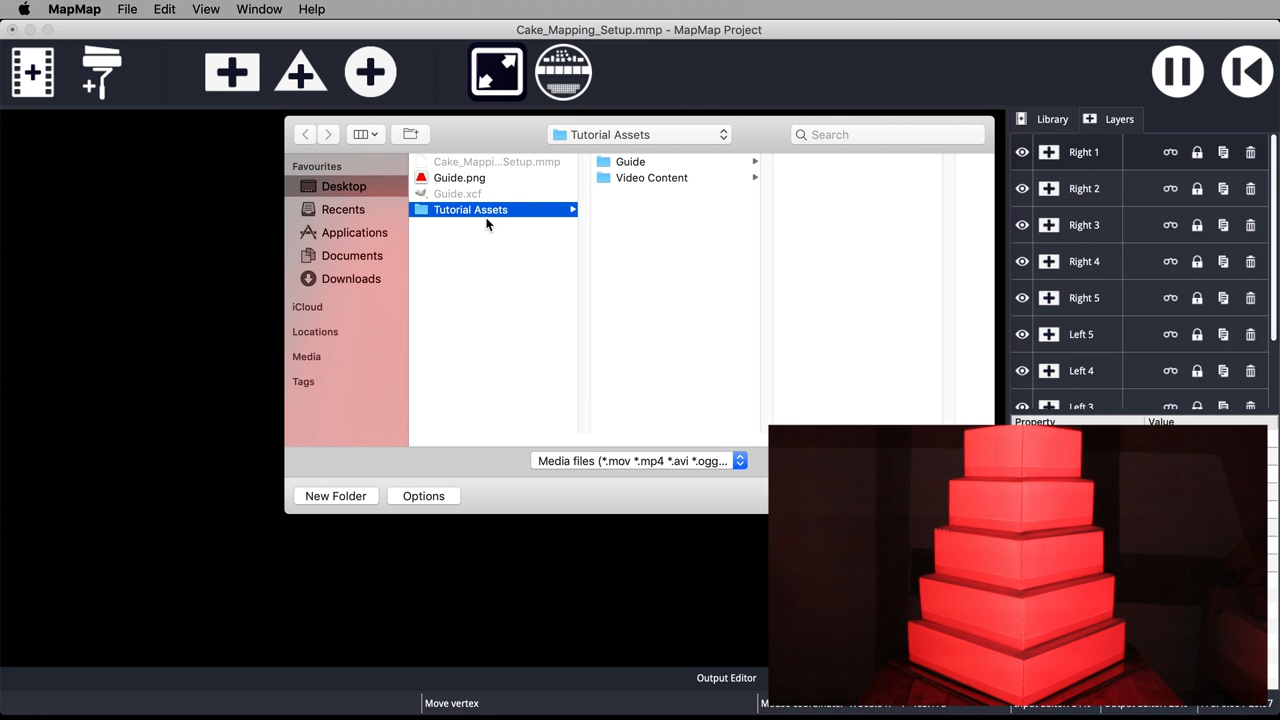 MapMap File Edit View Window Help
Cake_Mapping_Setup.mmp - MapMap Project
Library Layers
Tutorial Assets
Search
Favourites
Desktop
Recents
Applications
Documents
Downloads
iCloud
Locations
Media
Tags
Cake_Mappi...Setup.mmp
Guide.png
Guide.xcf
Tutorial Assets
Guide
Video Content
Right 1
Right 2
Right 3
Right 4
Right 5
Left 5
Left 4
Left 3
Property Value
Media files (*.mov *.mp4 *.avi *.ogg...
New Folder Options
Output Editor
Move vertex